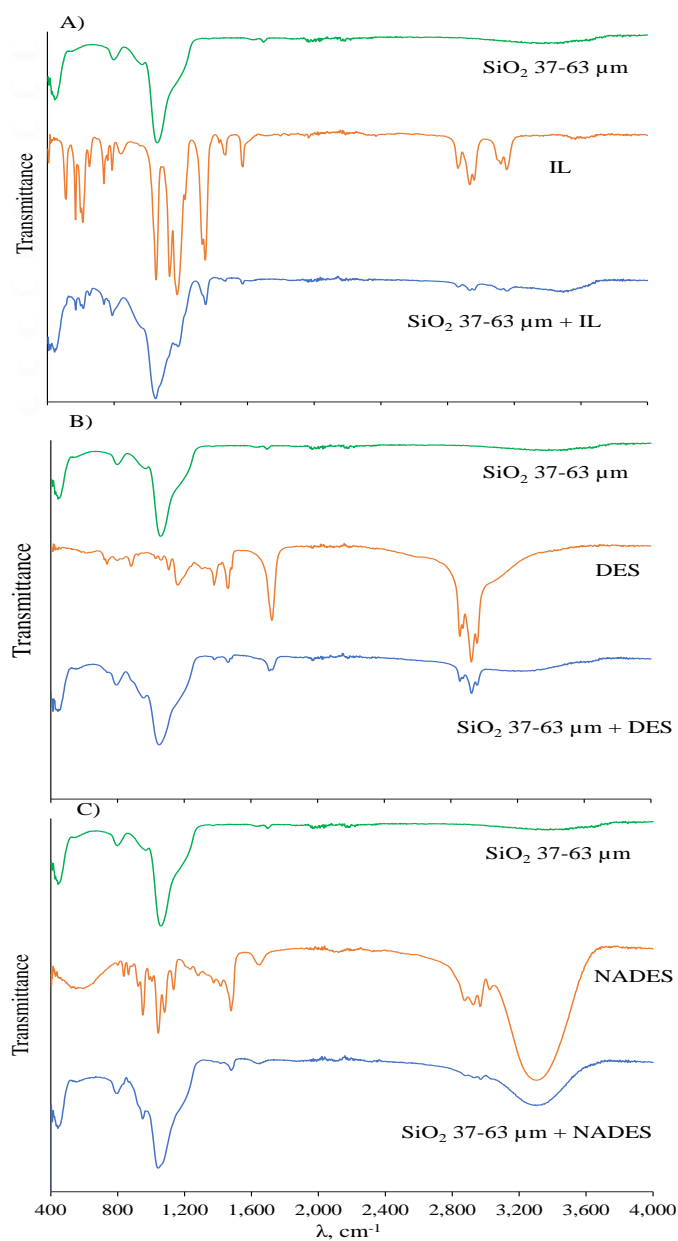 A)
SiO₂ 37-63 µm
IL
SiO₂ 37-63 µm + IL
Transmittance
B)
SiO₂ 37-63 µm
DES
SiO₂ 37-63 µm + DES
Transmittance
C)
SiO₂ 37-63 µm
NADES
SiO₂ 37-63 µm + NADES
Transmittance
400 800 1,200 1,600 2,000 2,400 2,800 3,200 3,600 4,000
λ, cm⁻¹